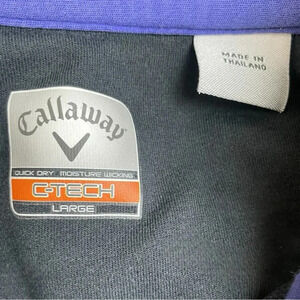 Callaway
QUICK DRY MOISTURE WICKING
C-TECH
LARGE
MADE IN
THAILAND